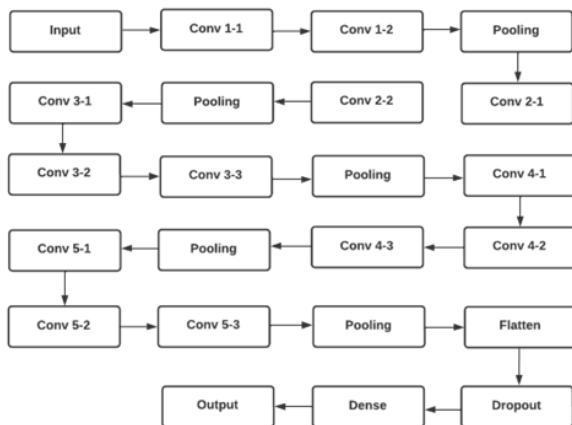 Input
Conv 1-1
Conv 1-2
Pooling
Conv 2-1
Conv 2-2
Pooling
Conv 3-1
Conv 3-2
Conv 3-3
Pooling
Conv 4-1
Conv 4-2
Conv 4-3
Pooling
Conv 5-1
Conv 5-2
Conv 5-3
Pooling
Flatten
Dropout
Dense
Output